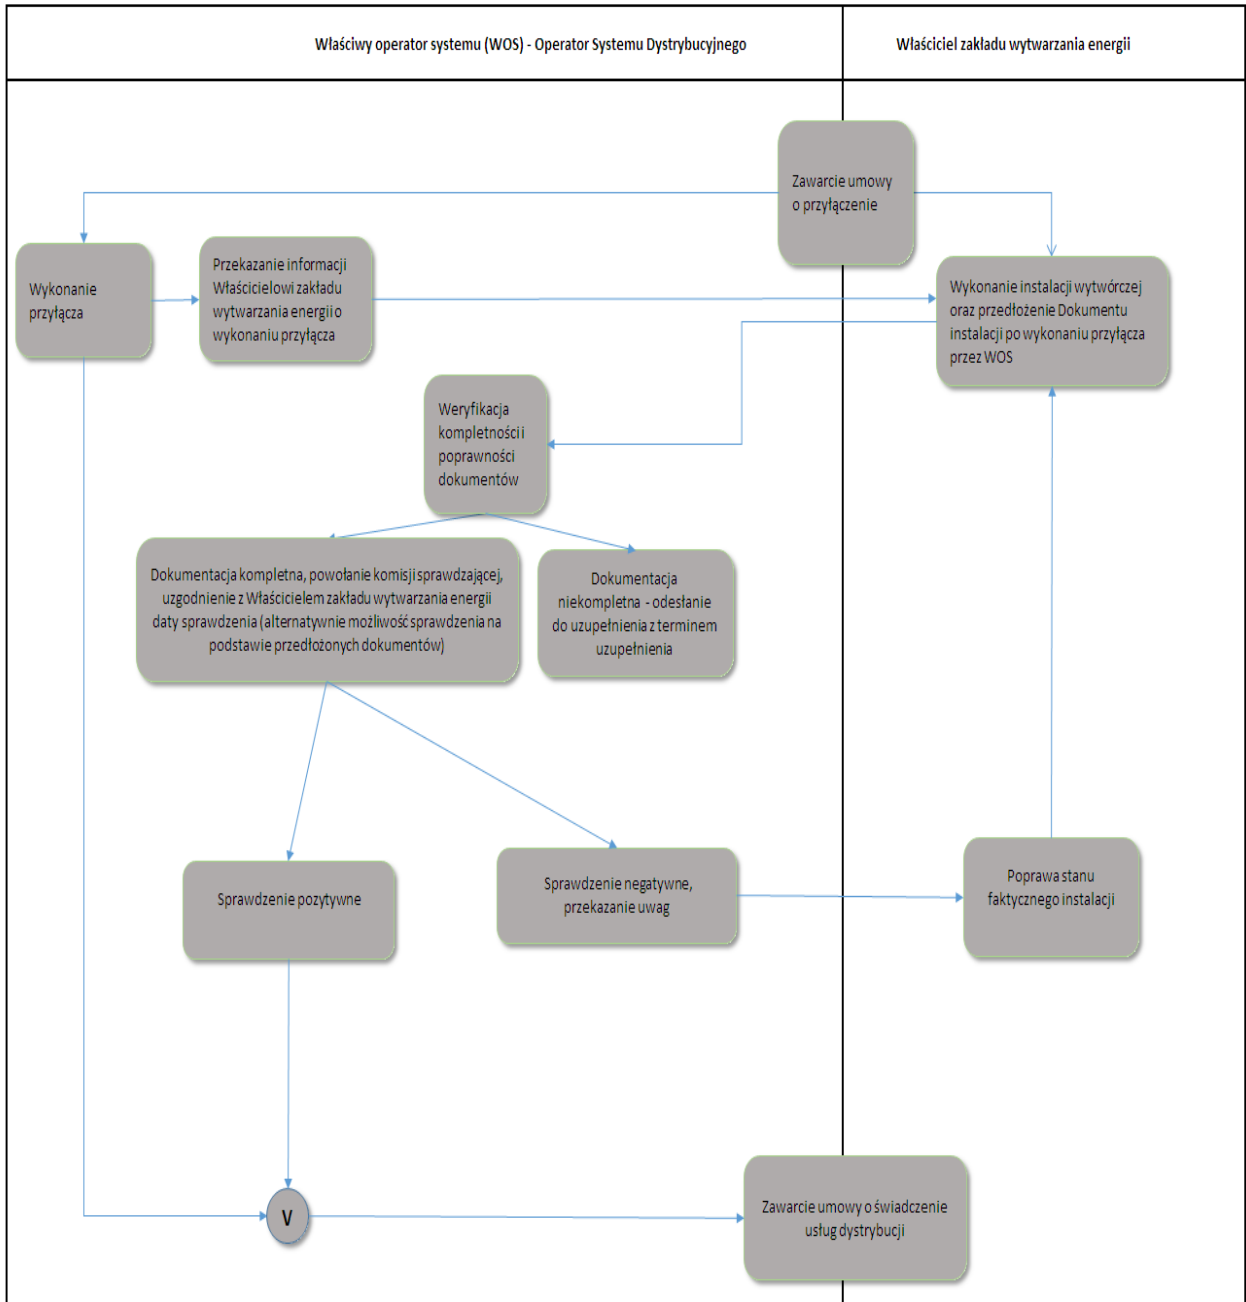 Właściwy operator systemu (WOS) - Operator Systemu Dystrybucyjnego
Właściciel zakładu wytwarzania energii
Zawarcie umowy
o przyłączenie
Wykonanie
przyłącza
Przekazanie informacji
Właścicielowi zakładu
wytwarzania energii o
wykonaniu przyłącza
Wykonanie instalacji wytwórczej
oraz przedłożenie Dokumentu
instalacji po wykonaniu przyłącza
przez WOS
Weryfikacja
kompletności i
poprawności
dokumentów
Dokumentacja kompletna, powołanie komisji sprawdzającej,
uzgodnienie z Właścicielem zakładu wytwarzania energii
daty sprawdzenia (alternatywnie możliwość sprawdzenia na
podstawie przedłożonych dokumentów)
Dokumentacja
niekompletna - odesłanie
do uzupełnienia z terminem
uzupełnienia
Sprawdzenie pozytywne
Sprawdzenie negatywne,
przekazanie uwag
Poprawa stanu
faktycznego instalacji
V
Zawarcie umowy o świadczenie
usług dystrybucji